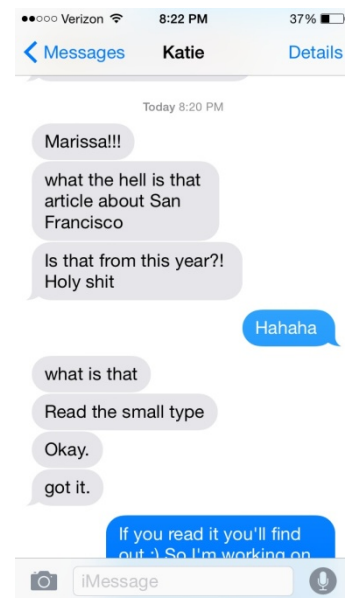 Verizon 8:22 PM 37%
Messages Katie Details
Today 8:20 PM
Marissa!!!
what the hell is that
article about San
Francisco
Is that from this year?!
Holy shit
Hahaha
what is that
Read the small type
Okay.
got it.
If you read it you'll find
out :) So I'm working on
iMessage